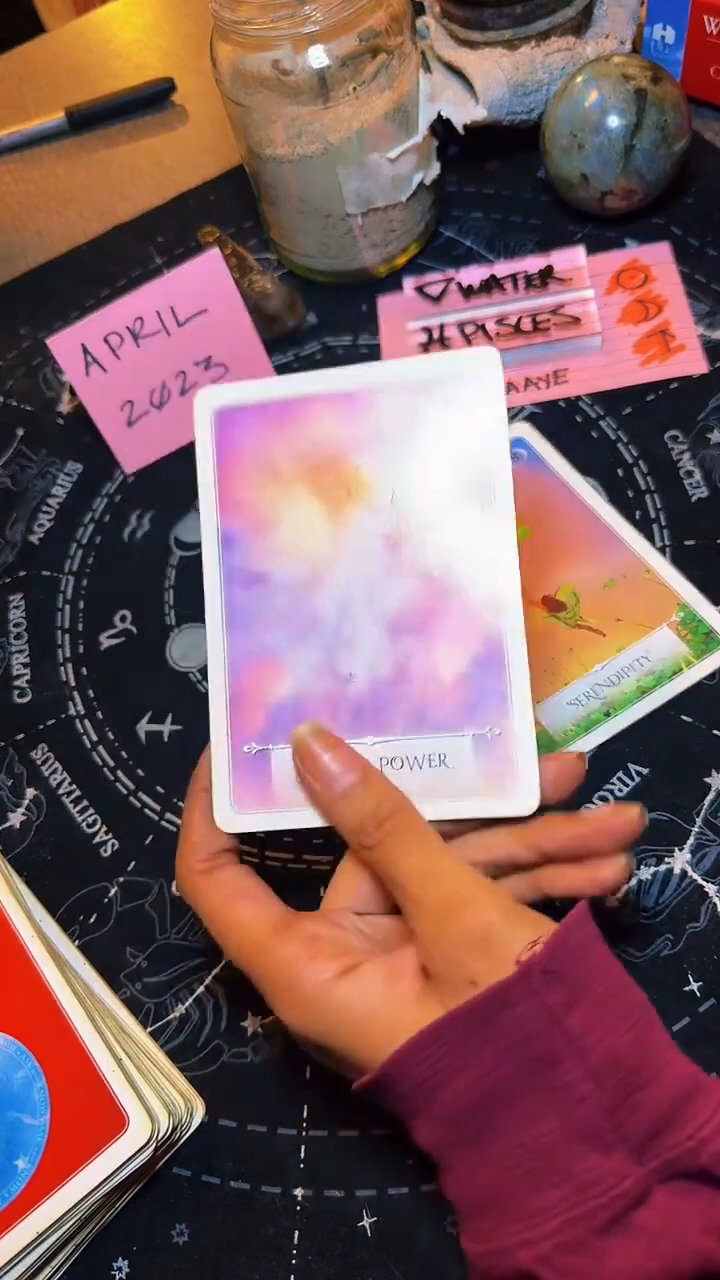 APRIL
2023
WATER
PISCES
AAYE
CANCER
AQUARIUS
CAPRICORN
SAGITTARIUS
SERENDIPITY
POWER
VIRGO